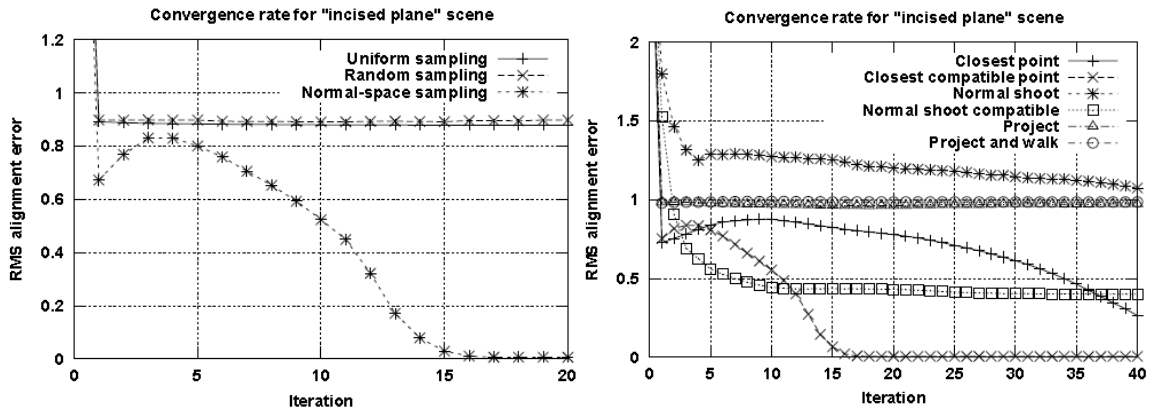 Convergence rate for "incised plane" scene
RMS alignment error
1.2
1
0.8
0.6
0.4
0.2
0
Uniform sampling
Random sampling
Normal-space sampling
0 5 10 15 20
Iteration
Convergence rate for "incised plane" scene
RMS alignment error
2
1.5
1
0.5
0
Closest point
Closest compatible point
Normal shoot
Normal shoot compatible
Project
Project and walk
0 5 10 15 20 25 30 35 40
Iteration